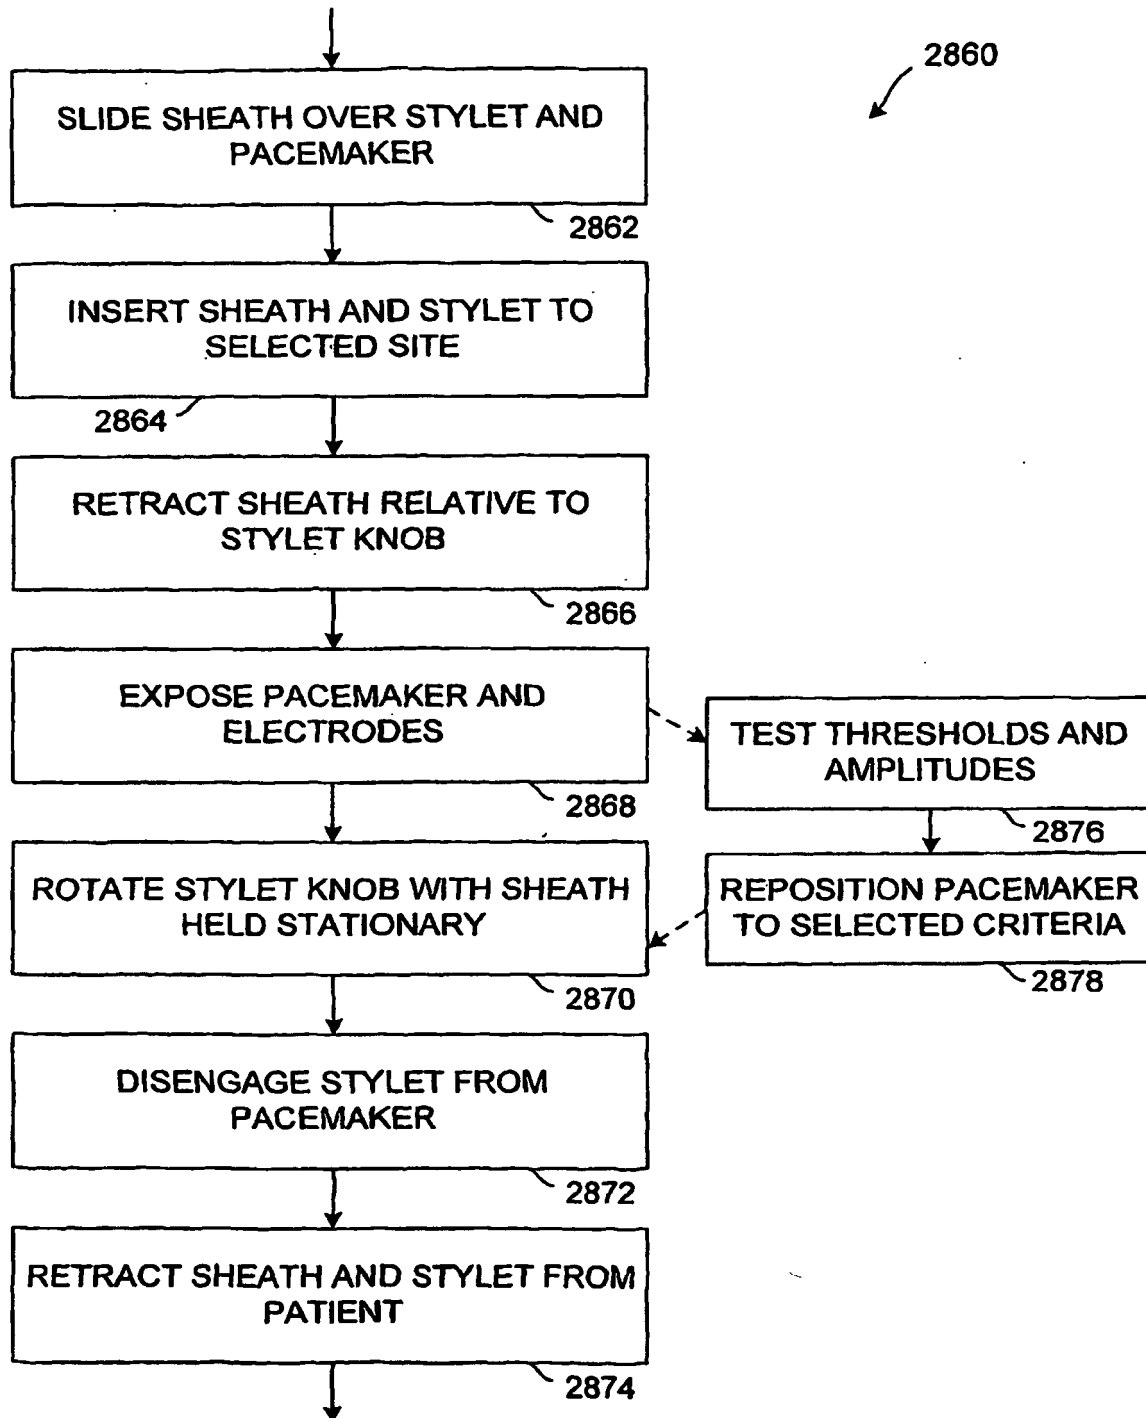 2860
SLIDE SHEATH OVER STYLET AND
PACEMAKER
2862
INSERT SHEATH AND STYLET TO
SELECTED SITE
2864
RETRACT SHEATH RELATIVE TO
STYLET KNOB
2866
EXPOSE PACEMAKER AND
ELECTRODES
2868
TEST THRESHOLDS AND
AMPLITUDES
2876
ROTATE STYLET KNOB WITH SHEATH
HELD STATIONARY
2870
REPOSITION PACEMAKER
TO SELECTED CRITERIA
2878
DISENGAGE STYLET FROM
PACEMAKER
2872
RETRACT SHEATH AND STYLET FROM
PATIENT
2874